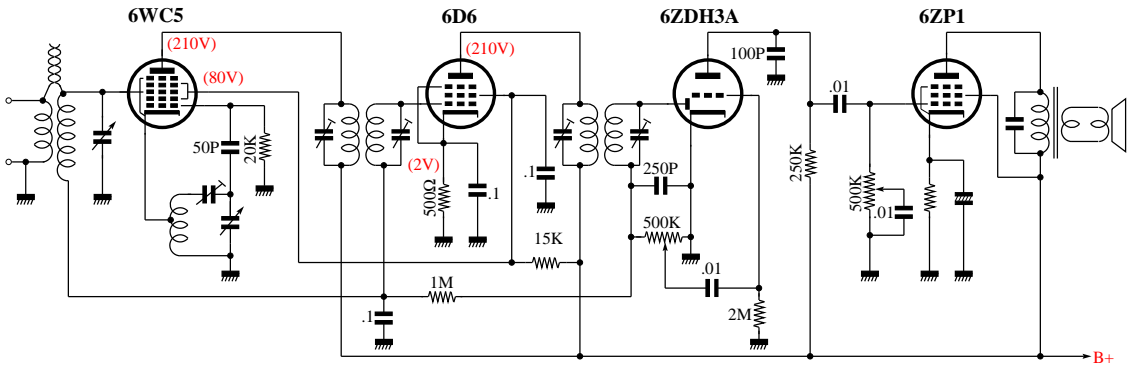 6WC5
6D6
6ZDH3A
6ZP1
(210V)
(210V)
100P
(80V)
.01
50P
20K
(2V)
500Ω
.1
.1
250P
250K
500K
.01
500K
15K
.01
1M
.1
2M
B+